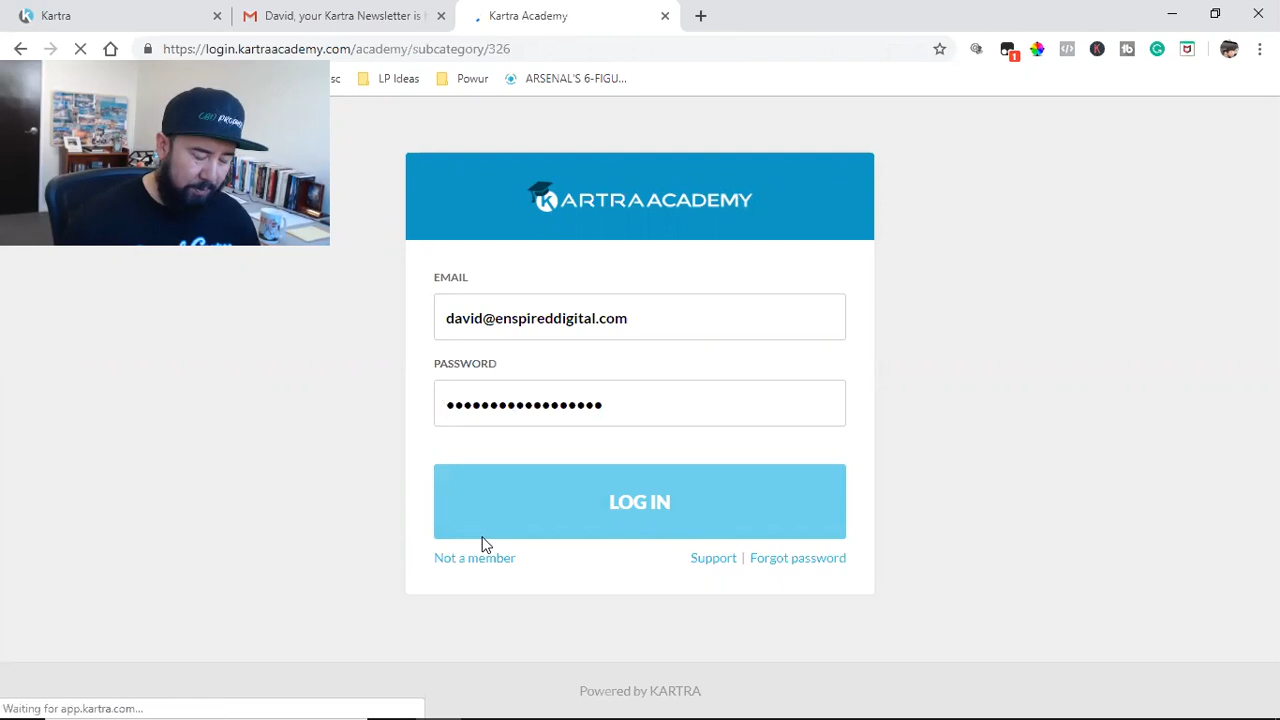 Kartra
David, your Kartra Newsletter is f
Kartra Academy
https://login.kartraacademy.com/academy/subcategory/326
1
sc
LP Ideas
Powur
ARSENAL'S 6-FIGU...
KARTRA ACADEMY
EMAIL
david@enspireddigital.com
PASSWORD
••••••••••••••••••
LOG IN
Not a member
Support | Forgot password
Powered by KARTRA
Waiting for app.kartra.com...